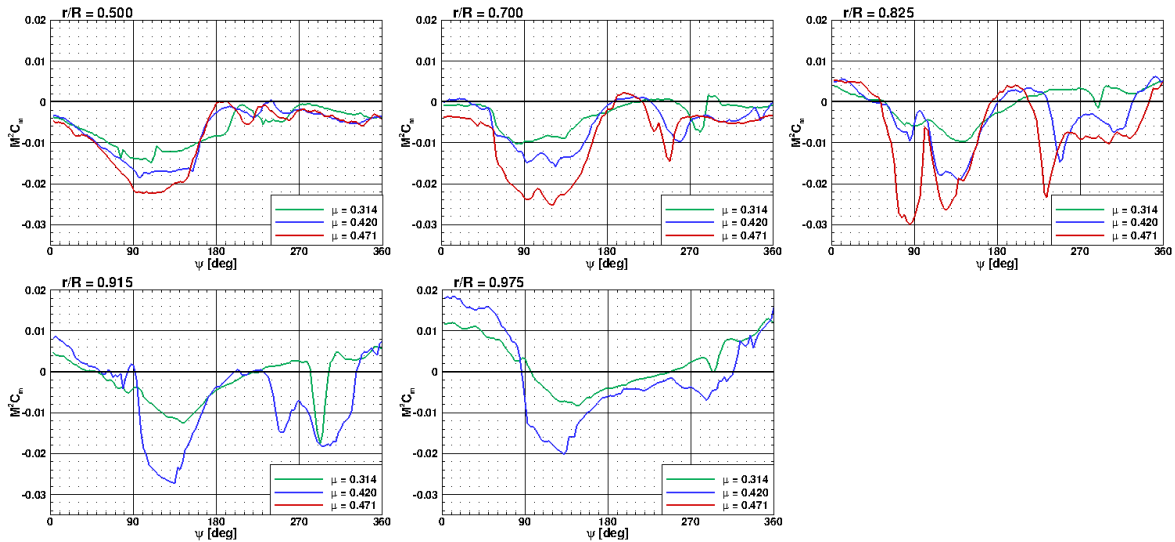 r/R = 0.500
0.02
0.01
0
-0.01
-0.02
-0.03
M²Cₘ
μ = 0.314
μ = 0.420
μ = 0.471
0 90 180 270 360
ψ [deg]
r/R = 0.700
0.02
0.01
0
-0.01
-0.02
-0.03
M²Cₘ
μ = 0.314
μ = 0.420
μ = 0.471
0 90 180 270 360
ψ [deg]
r/R = 0.825
0.02
0.01
0
-0.01
-0.02
-0.03
M²Cₘ
μ = 0.314
μ = 0.420
μ = 0.471
0 90 180 270 360
ψ [deg]
r/R = 0.915
0.02
0.01
0
-0.01
-0.02
-0.03
M²Cₘ
μ = 0.314
μ = 0.420
μ = 0.471
0 90 180 270 360
ψ [deg]
r/R = 0.975
0.02
0.01
0
-0.01
-0.02
-0.03
M²Cₘ
μ = 0.314
μ = 0.420
μ = 0.471
0 90 180 270 360
ψ [deg]